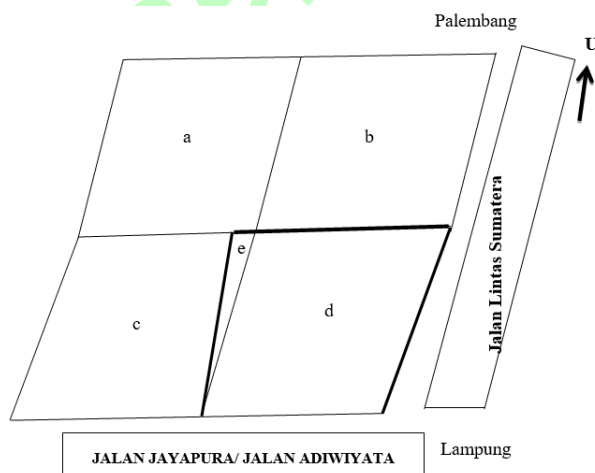 Palembang
U
a
b
Jalan Lintas Sumatera
e
c
d
Lampung
JALAN JAYAPURA/ JALAN ADIWIYATA